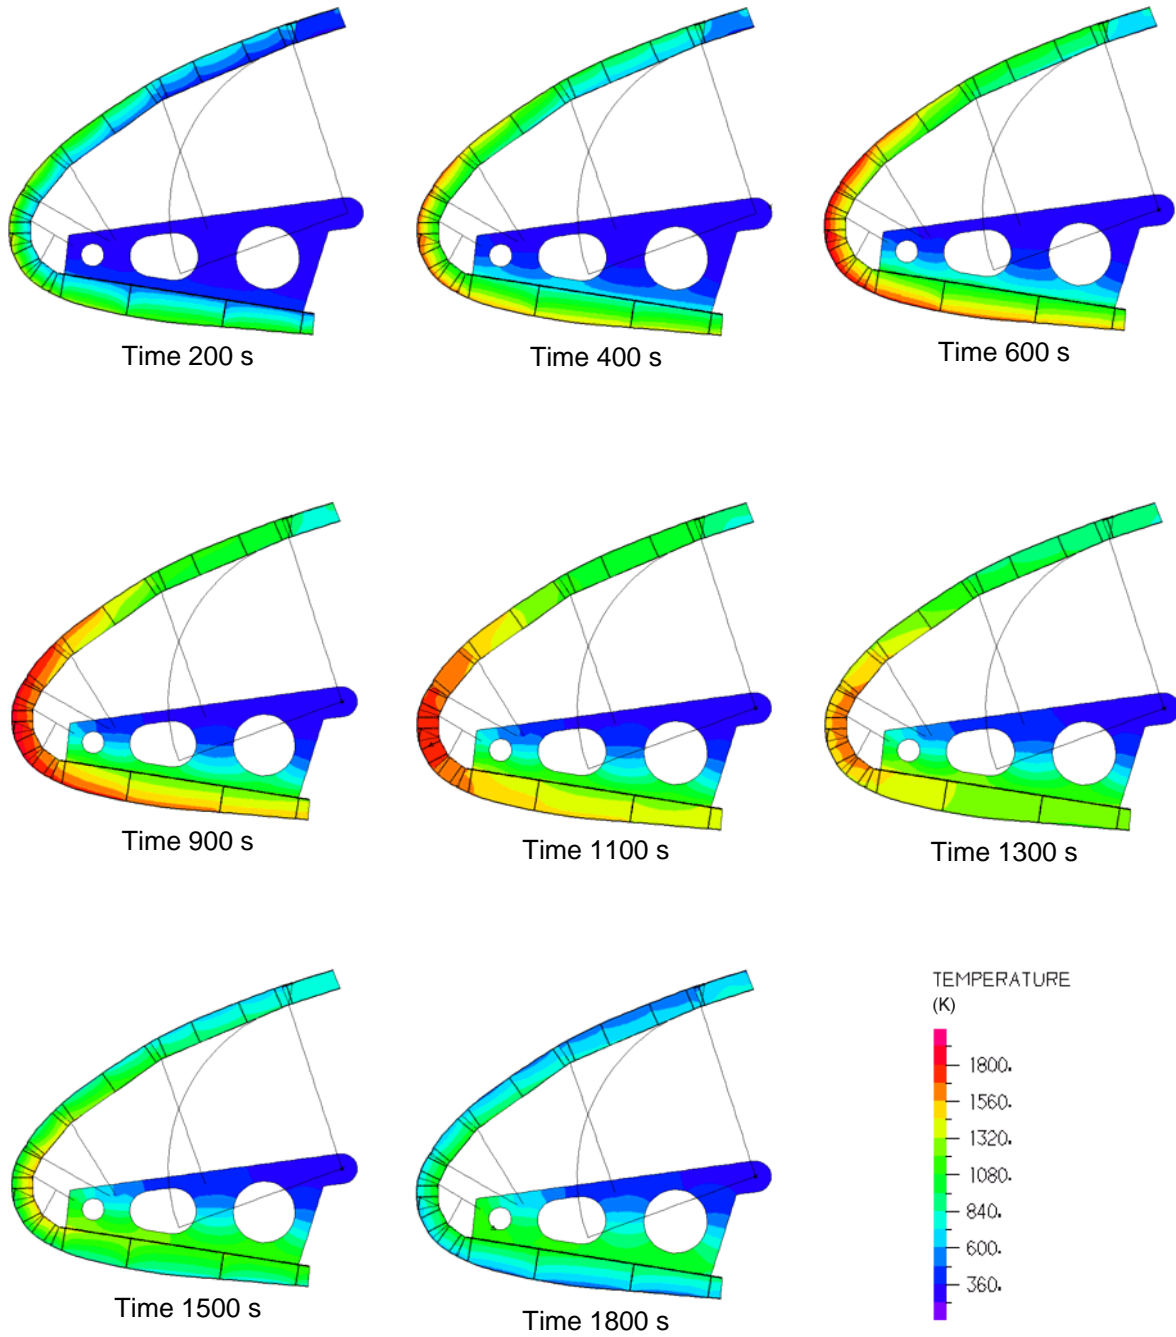 Time 200 s
Time 400 s
Time 600 s
Time 900 s
Time 1100 s
Time 1300 s
Time 1500 s
Time 1800 s
TEMPERATURE
(K)
1800.
1560.
1320.
1080.
840.
600.
360.